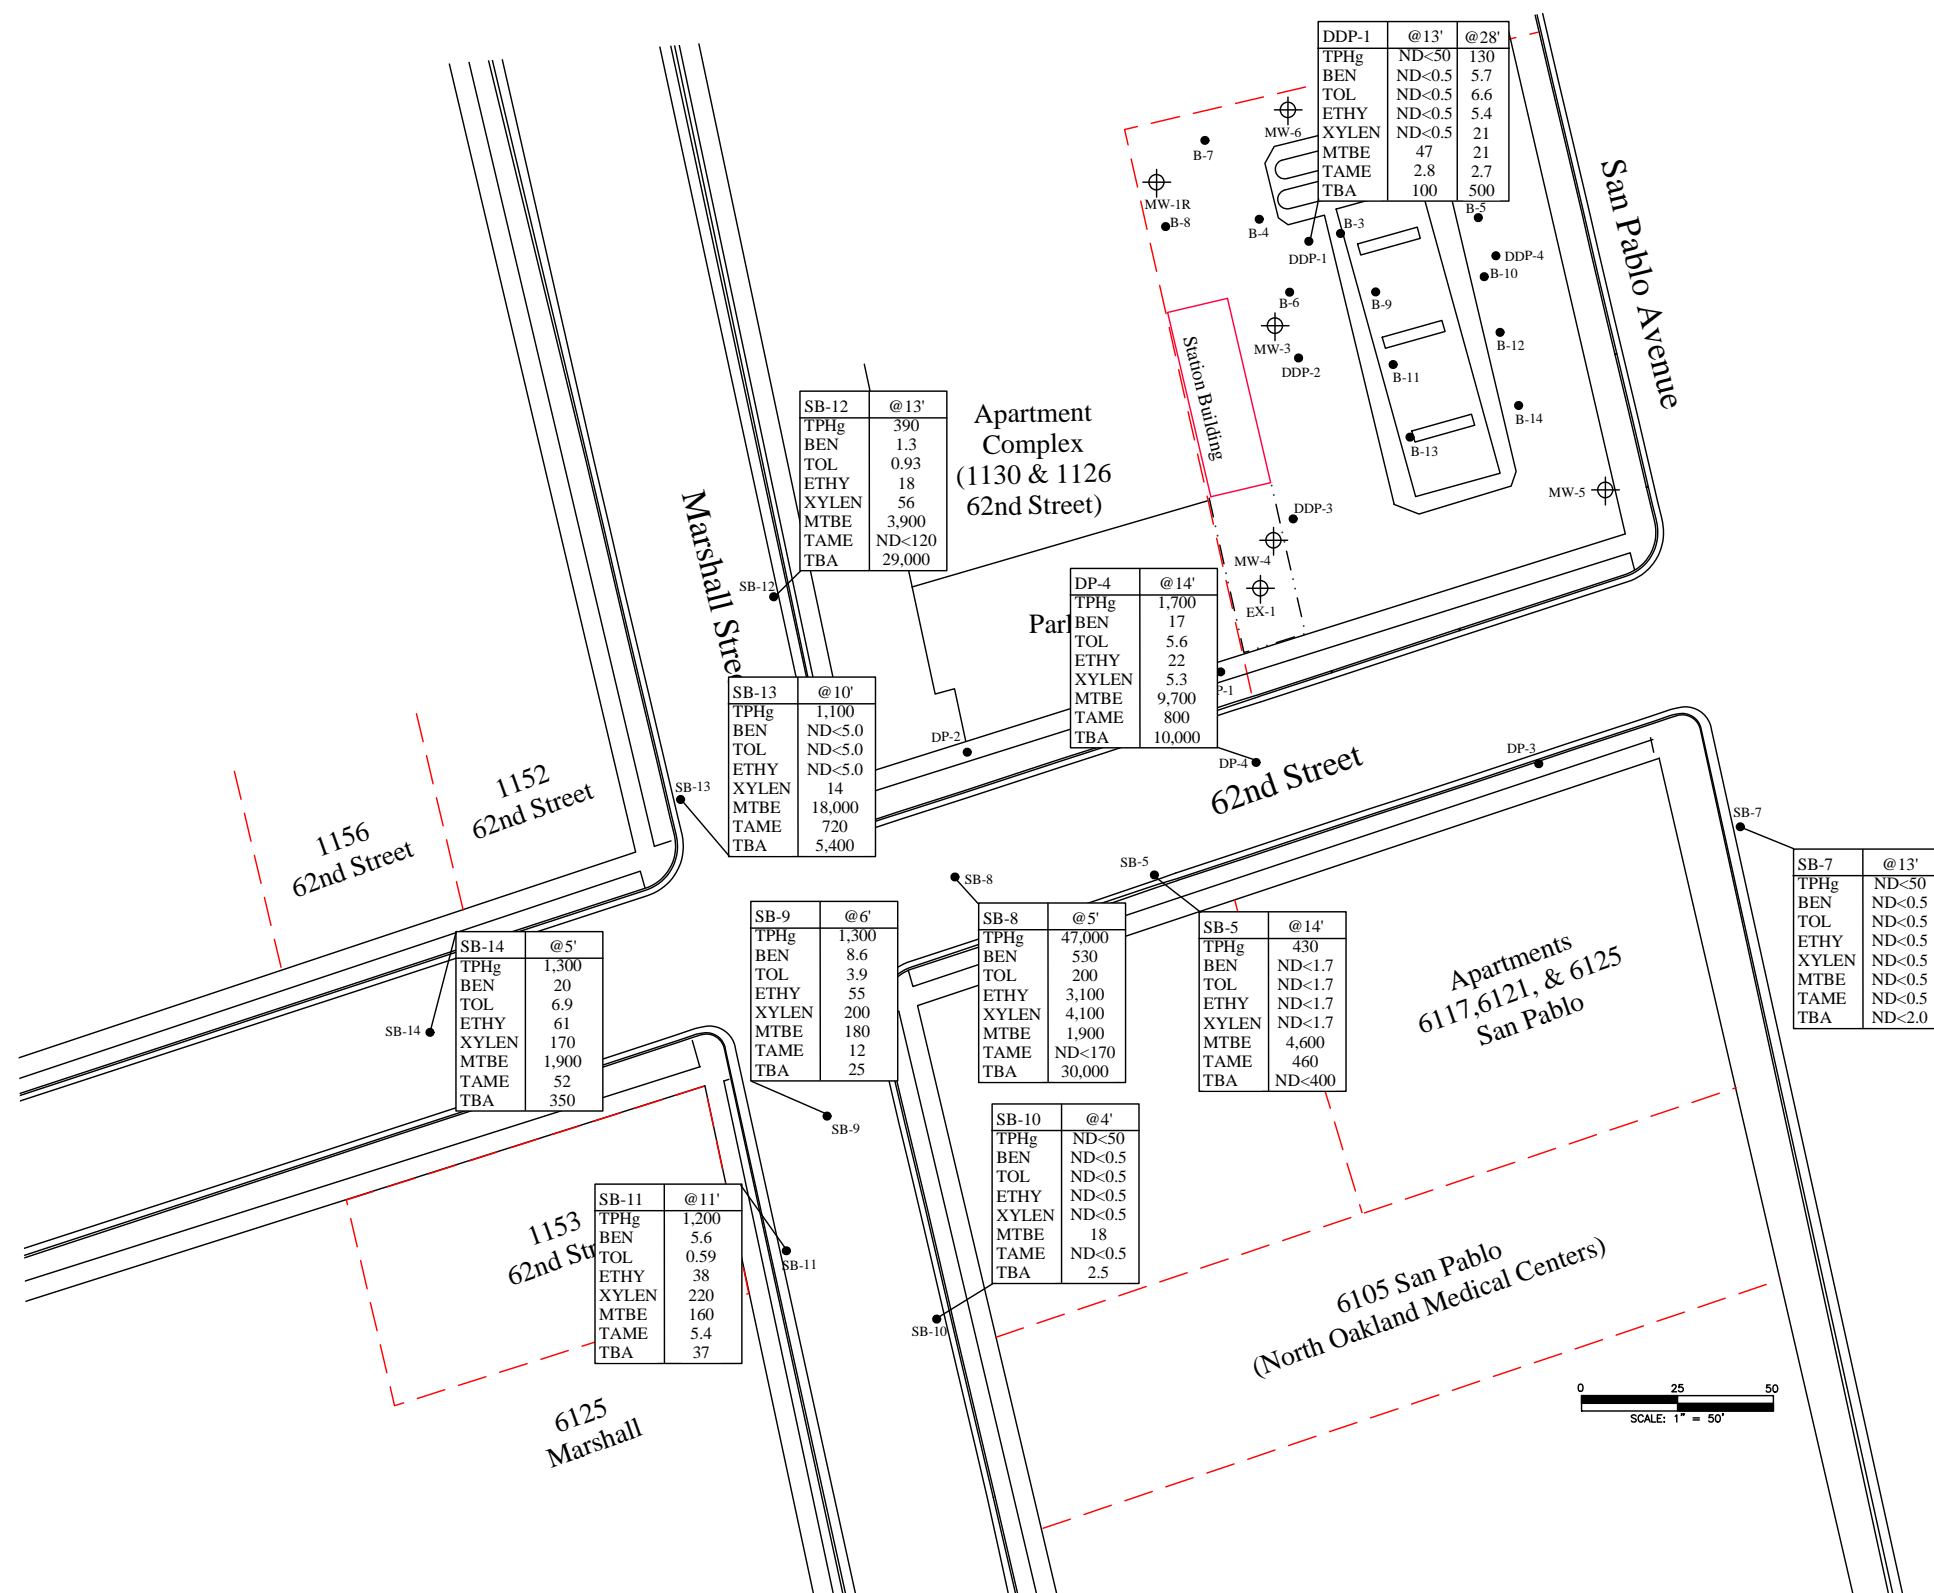 DDP-1 @13' @28'
TPHg ND<50 130
BEN ND<0.5 5.7
TOL ND<0.5 6.6
ETHY ND<0.5 5.4
XYLEN ND<0.5 21
MTBE 47 21
TAME 2.8 2.7
TBA 100 500
MW-6
B-7
MW-1R
B-8
B-4
DDP-1
B-3
B-5
DDP-4
B-10
B-6
B-9
MW-3
DDP-2
B-11
B-12
B-14
B-13
MW-5
DDP-3
MW-4
EX-1
Station Building
San Pablo Avenue
SB-12 @13'
TPHg 390
BEN 1.3
TOL 0.93
ETHY 18
XYLEN 56
MTBE 3,900
TAME ND<120
TBA 29,000
Apartment
Complex
(1130 & 1126
62nd Street)
SB-12
Marshall Stre
Par
DP-4 @14'
TPHg 1,700
BEN 17
TOL 5.6
ETHY 22
XYLEN 5.3
MTBE 9,700
TAME 800
TBA 10,000
P-1
DP-2
DP-4
62nd Street
DP-3
SB-13 @10'
TPHg 1,100
BEN ND<5.0
TOL ND<5.0
ETHY ND<5.0
XYLEN 14
MTBE 18,000
TAME 720
TBA 5,400
SB-13
1152
62nd Street
1156
62nd Street
SB-7
SB-7 @13'
TPHg ND<50
BEN ND<0.5
TOL ND<0.5
ETHY ND<0.5
XYLEN ND<0.5
MTBE ND<0.5
TAME ND<0.5
TBA ND<2.0
SB-8
SB-5
SB-14 @5'
TPHg 1,300
BEN 20
TOL 6.9
ETHY 61
XYLEN 170
MTBE 1,900
TAME 52
TBA 350
SB-14
SB-9 @6'
TPHg 1,300
BEN 8.6
TOL 3.9
ETHY 55
XYLEN 200
MTBE 180
TAME 12
TBA 25
SB-9
SB-8 @5'
TPHg 47,000
BEN 530
TOL 200
ETHY 3,100
XYLEN 4,100
MTBE 1,900
TAME ND<170
TBA 30,000
SB-5 @14'
TPHg 430
BEN ND<1.7
TOL ND<1.7
ETHY ND<1.7
XYLEN ND<1.7
MTBE 4,600
TAME 460
TBA ND<400
Apartments
6117,6121, & 6125
San Pablo
SB-10 @4'
TPHg ND<50
BEN ND<0.5
TOL ND<0.5
ETHY ND<0.5
XYLEN ND<0.5
MTBE 18
TAME ND<0.5
TBA 2.5
SB-10
1153
62nd Str
SB-11 @11'
TPHg 1,200
BEN 5.6
TOL 0.59
ETHY 38
XYLEN 220
MTBE 160
TAME 5.4
TBA 37
SB-11
6125
Marshall
6105 San Pablo
(North Oakland Medical Centers)
0 25 50
SCALE: 1" = 50'